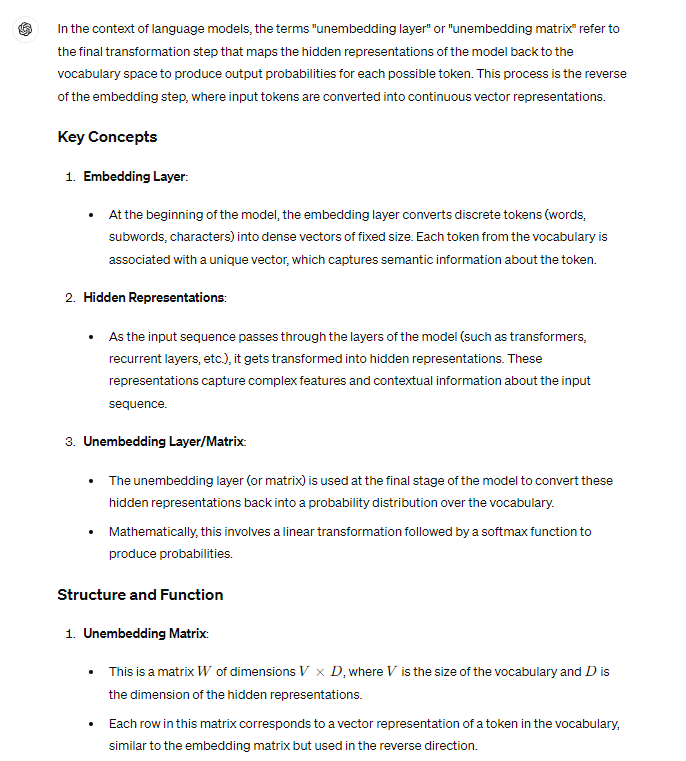 In the context of language models, the terms "unembedding layer" or "unembedding matrix" refer to
the final transformation step that maps the hidden representations of the model back to the
vocabulary space to produce output probabilities for each possible token. This process is the reverse
of the embedding step, where input tokens are converted into continuous vector representations.
Key Concepts
1. Embedding Layer:
• At the beginning of the model, the embedding layer converts discrete tokens (words,
subwords, characters) into dense vectors of fixed size. Each token from the vocabulary is
associated with a unique vector, which captures semantic information about the token.
2. Hidden Representations:
• As the input sequence passes through the layers of the model (such as transformers,
recurrent layers, etc.), it gets transformed into hidden representations. These
representations capture complex features and contextual information about the input
sequence.
3. Unembedding Layer/Matrix:
• The unembedding layer (or matrix) is used at the final stage of the model to convert these
hidden representations back into a probability distribution over the vocabulary.
• Mathematically, this involves a linear transformation followed by a softmax function to
produce probabilities.
Structure and Function
1. Unembedding Matrix:
• This is a matrix W of dimensions V × D, where V is the size of the vocabulary and D is
the dimension of the hidden representations.
• Each row in this matrix corresponds to a vector representation of a token in the vocabulary,
similar to the embedding matrix but used in the reverse direction.